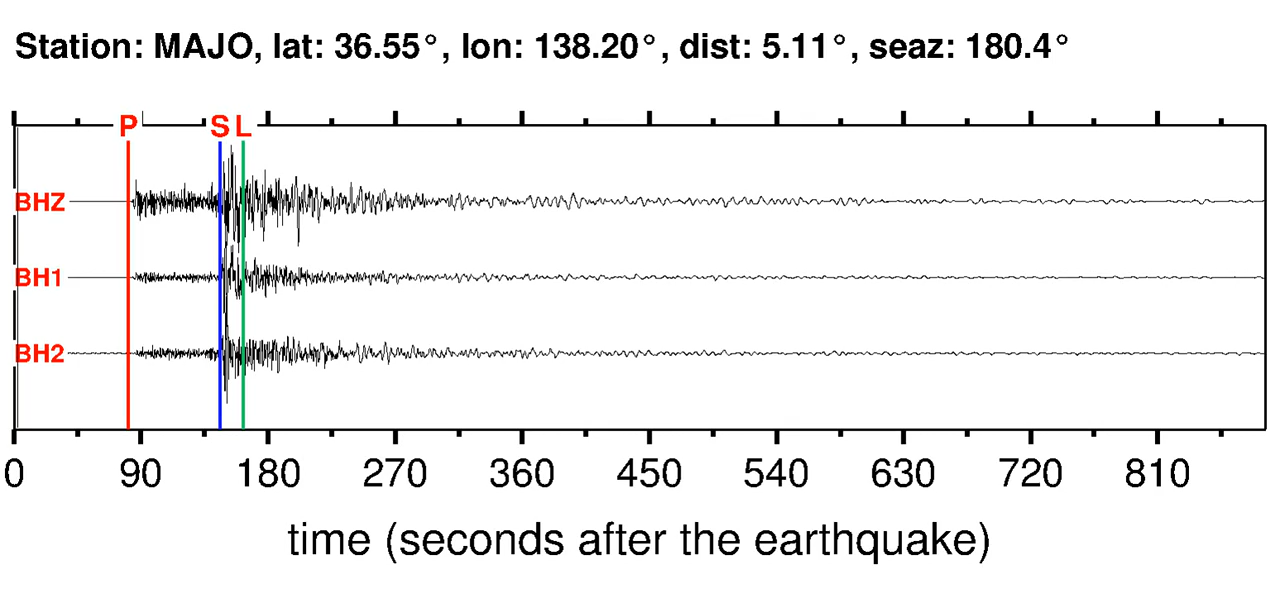 Station: MAJO, lat: 36.55°, lon: 138.20°, dist: 5.11°, seaz: 180.4°
P S L
BHZ
BH1
BH2
0 90 180 270 360 450 540 630 720 810
time (seconds after the earthquake)